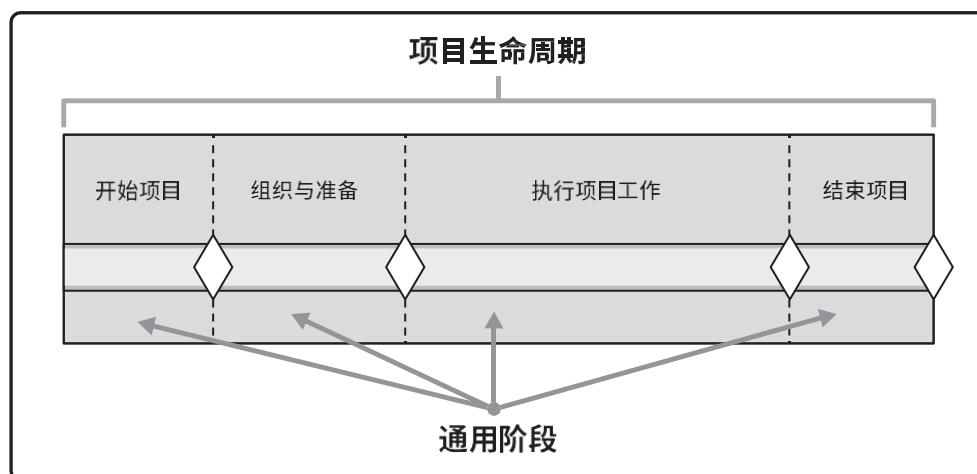 项目生命周期
开始项目
组织与准备
执行项目工作
结束项目
通用阶段